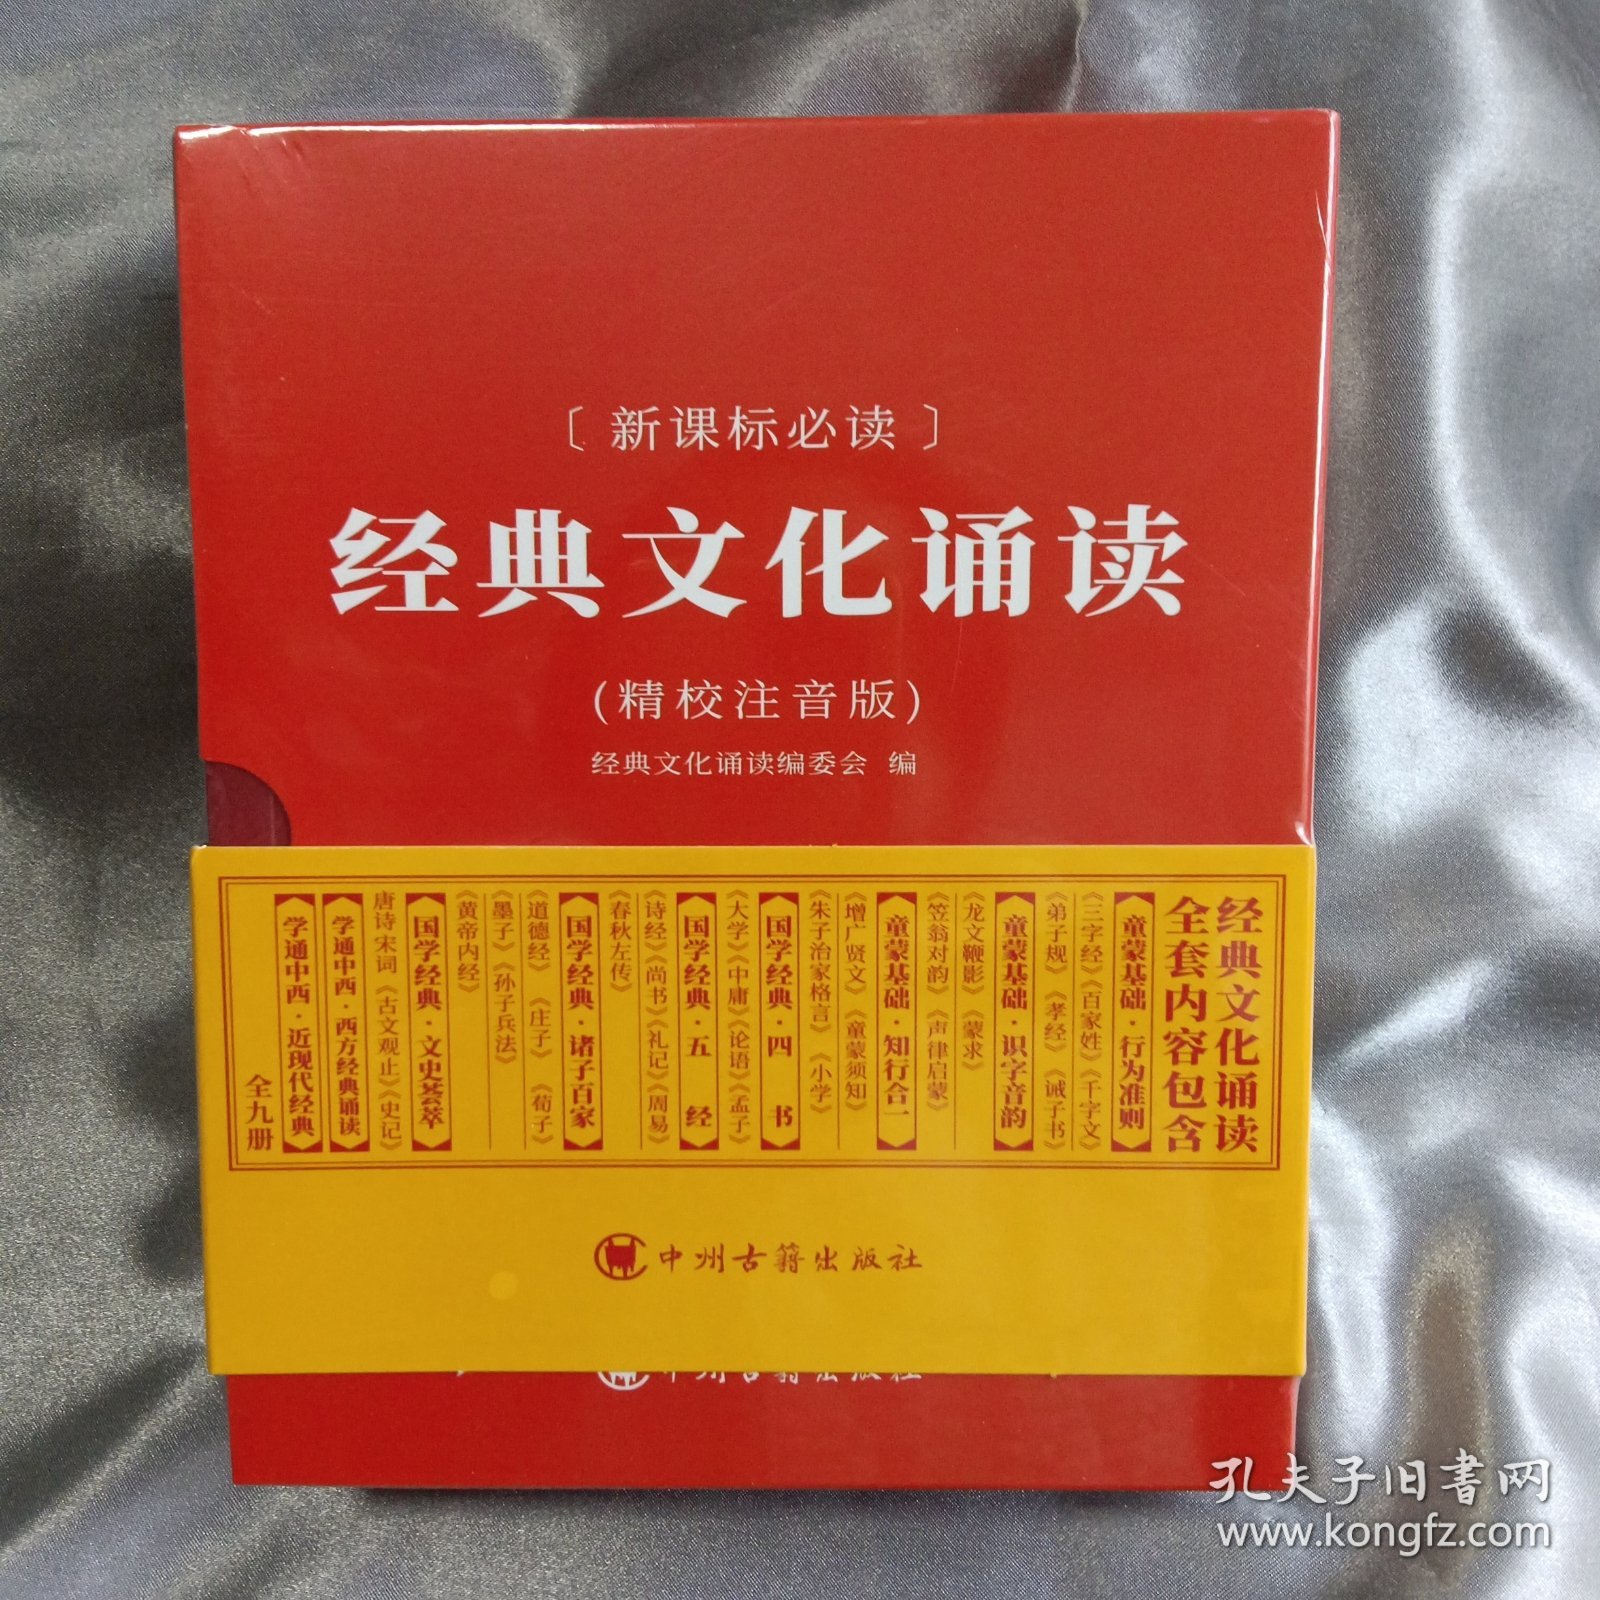 〔新课标必读〕
经典文化诵读
(精校注音版)
经典文化诵读编委会 编
经典文化诵读
全套内容包含
童蒙基础·行为准则
《三字经》《百家姓》《千字文》
《弟子规》《孝经》《诫子书》
童蒙基础·识字音韵
《龙文鞭影》《蒙求》
《笠翁对韵》《声律启蒙》
童蒙基础·知行合一
《增广贤文》《童蒙须知》
《朱子治家格言》《小学》
国学经典·四书
《大学》《中庸》《论语》《孟子》
国学经典·五经
《诗经》《尚书》《礼记》《周易》
《春秋左传》
国学经典·诸子百家
《道德经》《庄子》《荀子》
《墨子》《孙子兵法》
《黄帝内经》
国学经典·文史荟萃
唐诗宋词《古文观止》《史记》
学通中西·西方经典诵读
学通中西·近现代经典
全九册
中州古籍出版社
中州古籍出版社
孔夫子旧书网
www.kongfz.com